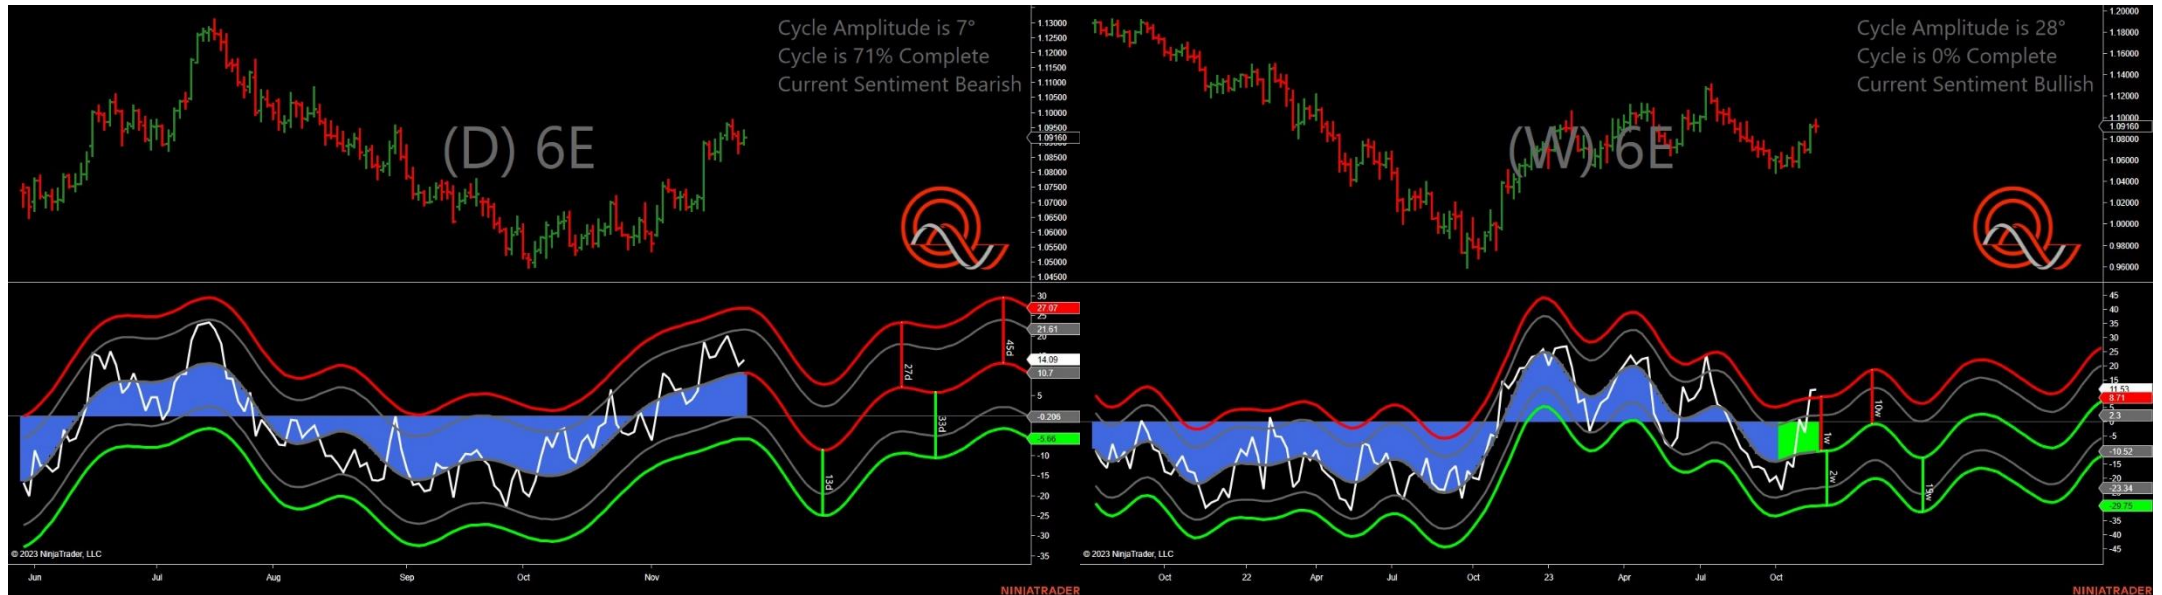 Cycle Amplitude is 7°
Cycle is 71% Complete
Current Sentiment Bearish
(D) 6E
1.13000
1.12500
1.12000
1.11500
1.11000
1.10500
1.10000
1.09500
1.09160
1.08500
1.08000
1.07500
1.07000
1.06500
1.06000
1.05500
1.05000
1.04500
30
27.07
25
21.61
20
14.09
10.7
5
-0.206
-5.66
-10
-15
-20
-25
-30
-35
13d
27d
33d
45d
© 2023 NinjaTrader, LLC
Jun
Jul
Aug
Sep
Oct
Nov
NINJATRADER
Cycle Amplitude is 28°
Cycle is 0% Complete
Current Sentiment Bullish
(W) 6E
1.20000
1.18000
1.16000
1.14000
1.12000
1.10000
1.09160
1.08000
1.06000
1.04000
1.02000
1.00000
0.98000
0.96000
45
40
35
30
25
20
15
11.53
8.71
2.3
-5
-10.52
-15
-20
-23.34
-29.75
-35
-40
-45
1w
2w
10w
19w
© 2023 NinjaTrader, LLC
Oct
22
Apr
Jul
Oct
23
Apr
Jul
Oct
NINJATRADER